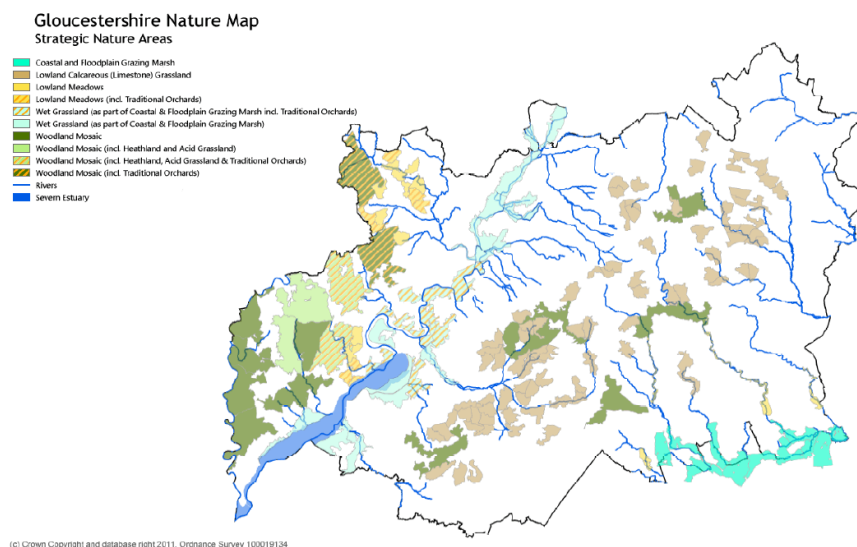 Gloucestershire Nature Map
Strategic Nature Areas
Coastal and Floodplain Grazing Marsh
Lowland Calcareous (Limestone) Grassland
Lowland Meadows
Lowland Meadows (incl. Traditional Orchards)
Wet Grassland (as part of Coastal & Floodplain Grazing Marsh incl. Traditional Orchards)
Wet Grassland (as part of Coastal & Floodplain Grazing Marsh)
Woodland Mosaic
Woodland Mosaic (incl. Heathland and Acid Grassland)
Woodland Mosaic (incl. Heathland, Acid Grassland & Traditional Orchards)
Woodland Mosaic (incl. Traditional Orchards)
Rivers
Severn Estuary
(c) Crown Copyright and database right 2011. Ordnance Survey 100019134